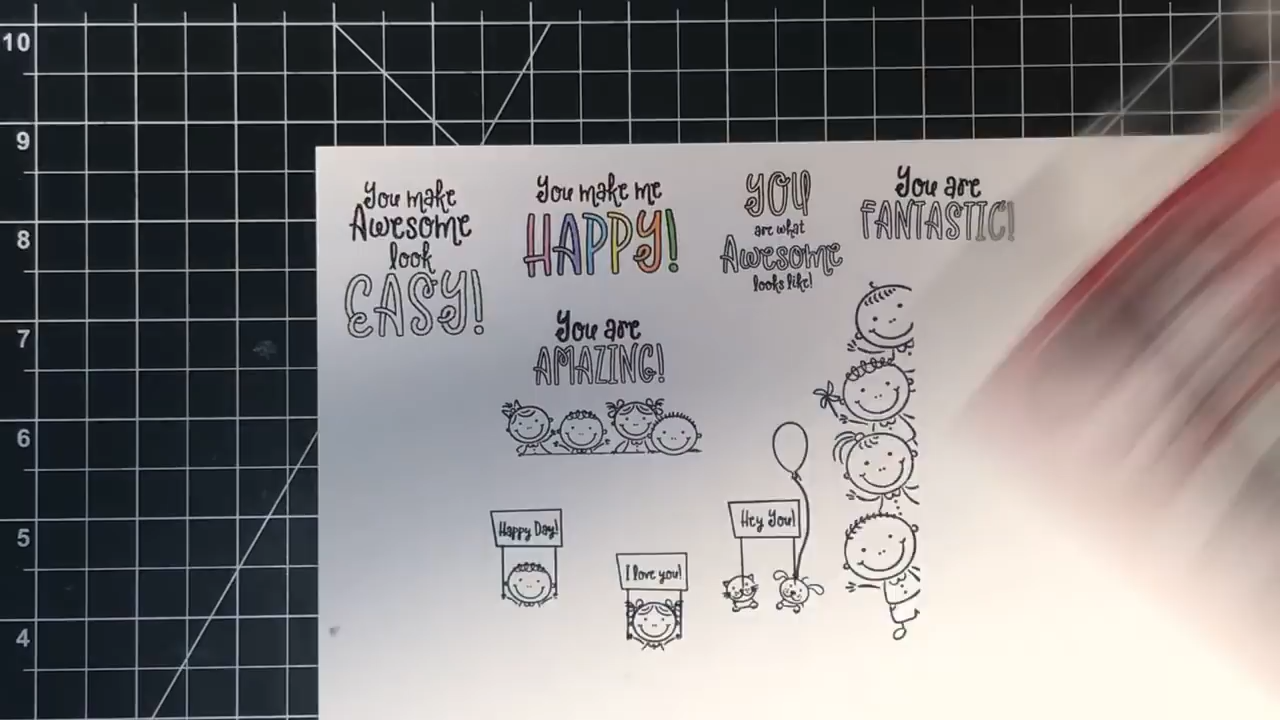 10
9
8
7
6
5
4
You make
Awesome
look
EASY!
You make me
HAPPY!
YOU
are what
Awesome
looks like!
You are
FANTASTIC!
You are
AMAZING!
Happy Day!
I love you!
Hey You!